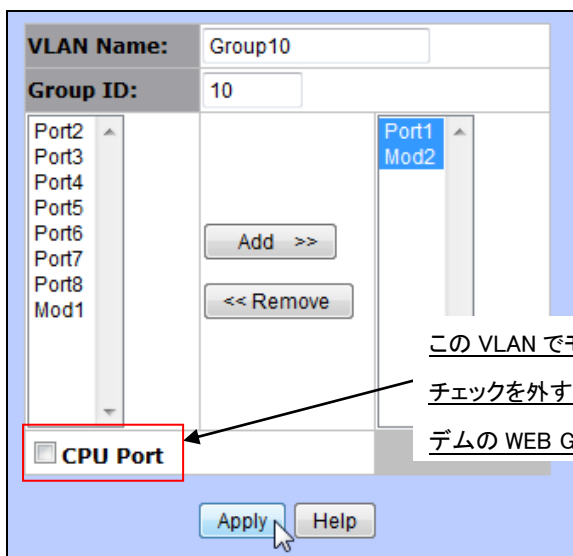 VLAN Name: Group10
Group ID: 10
Port2
Port3
Port4
Port5
Port6
Port7
Port8
Mod1
Add >>
<< Remove
Port1
Mod2
この VLAN で
チェックを外す
デムの WEB G
CPU Port
Apply Help